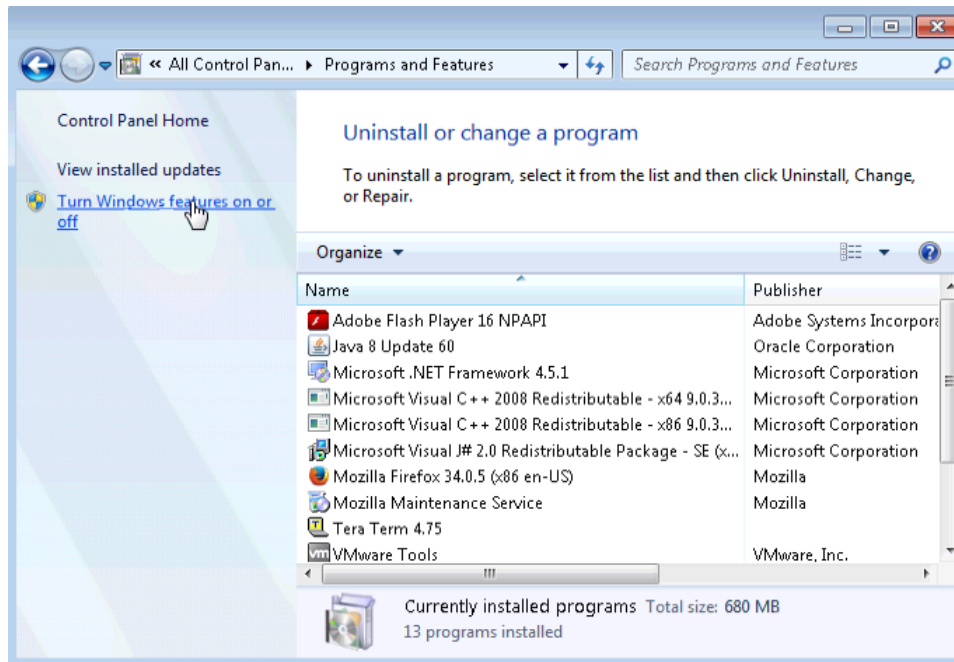 « All Control Pan... ▸ Programs and Features
Search Programs and Features
Control Panel Home
View installed updates
Turn Windows features on or
off
Uninstall or change a program
To uninstall a program, select it from the list and then click Uninstall, Change,
or Repair.
Organize
Name Publisher
Adobe Flash Player 16 NPAPI Adobe Systems Incorpora
Java 8 Update 60 Oracle Corporation
Microsoft .NET Framework 4.5.1 Microsoft Corporation
Microsoft Visual C++ 2008 Redistributable - x64 9.0.3... Microsoft Corporation
Microsoft Visual C++ 2008 Redistributable - x86 9.0.3... Microsoft Corporation
Microsoft Visual J# 2.0 Redistributable Package - SE (x... Microsoft Corporation
Mozilla Firefox 34.0.5 (x86 en-US) Mozilla
Mozilla Maintenance Service Mozilla
Tera Term 4.75
vm VMware Tools VMware, Inc.
Currently installed programs Total size: 680 MB
13 programs installed